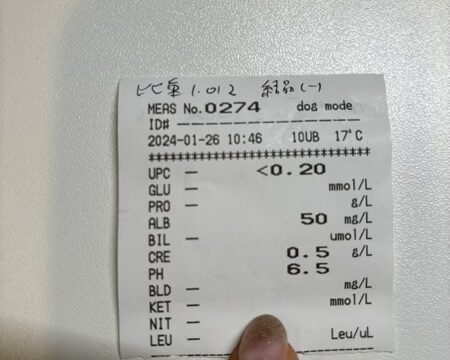 比重 1.012 結晶(-)
MEAS No.0274 dog mode
ID# ----------------
2024-01-26 10:46 10UB 17°C
********************************
UPC - <0.20
GLU - mmol/L
PRO - g/L
ALB 50 mg/L
BIL - umol/L
CRE 0.5 g/L
PH 6.5
BLD - mg/L
KET - mmol/L
NIT -
LEU - Leu/uL